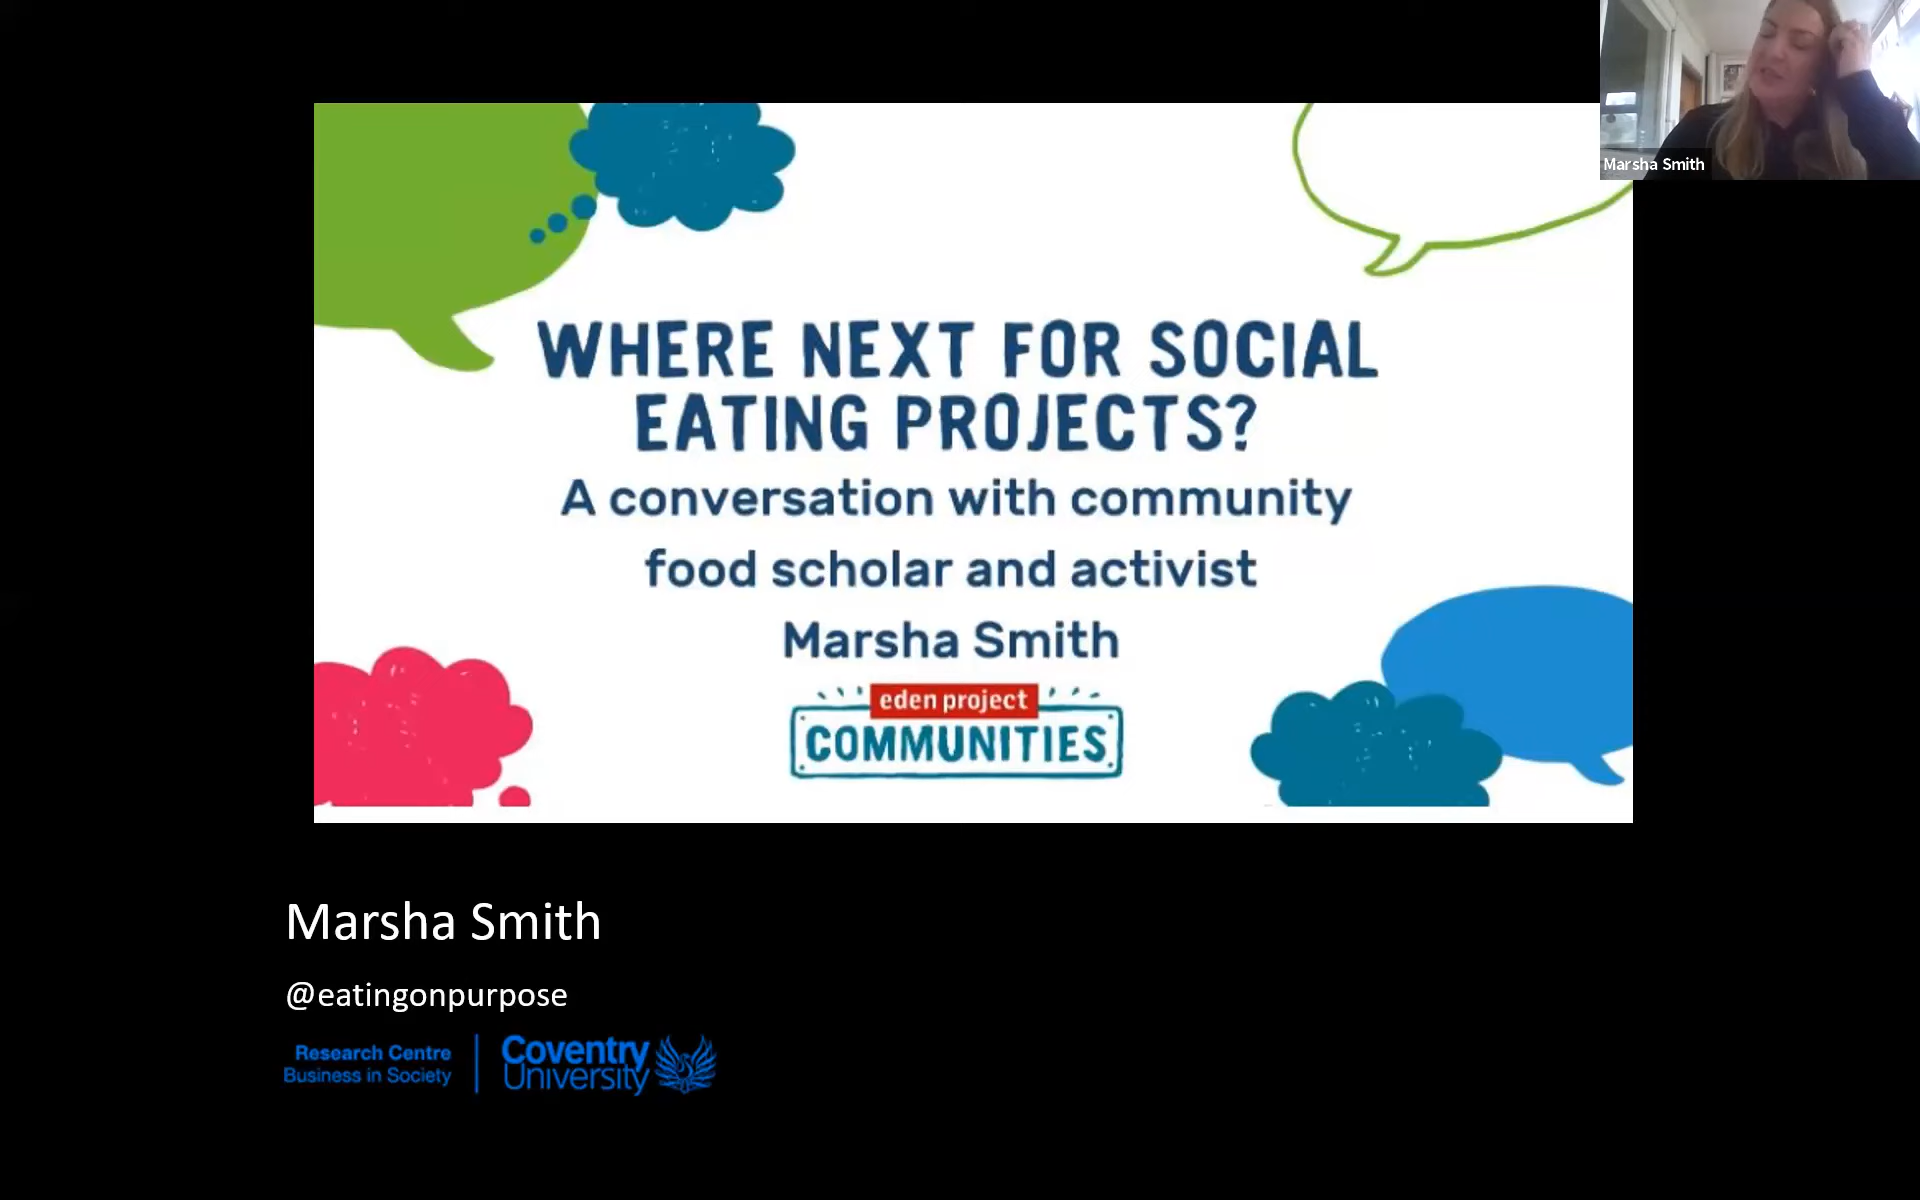 Marsha Smith
WHERE NEXT FOR SOCIAL
EATING PROJECTS?
A conversation with community
food scholar and activist
Marsha Smith
eden project
COMMUNITIES
Marsha Smith
@eatingonpurpose
Research Centre
Business in Society
Coventry
University